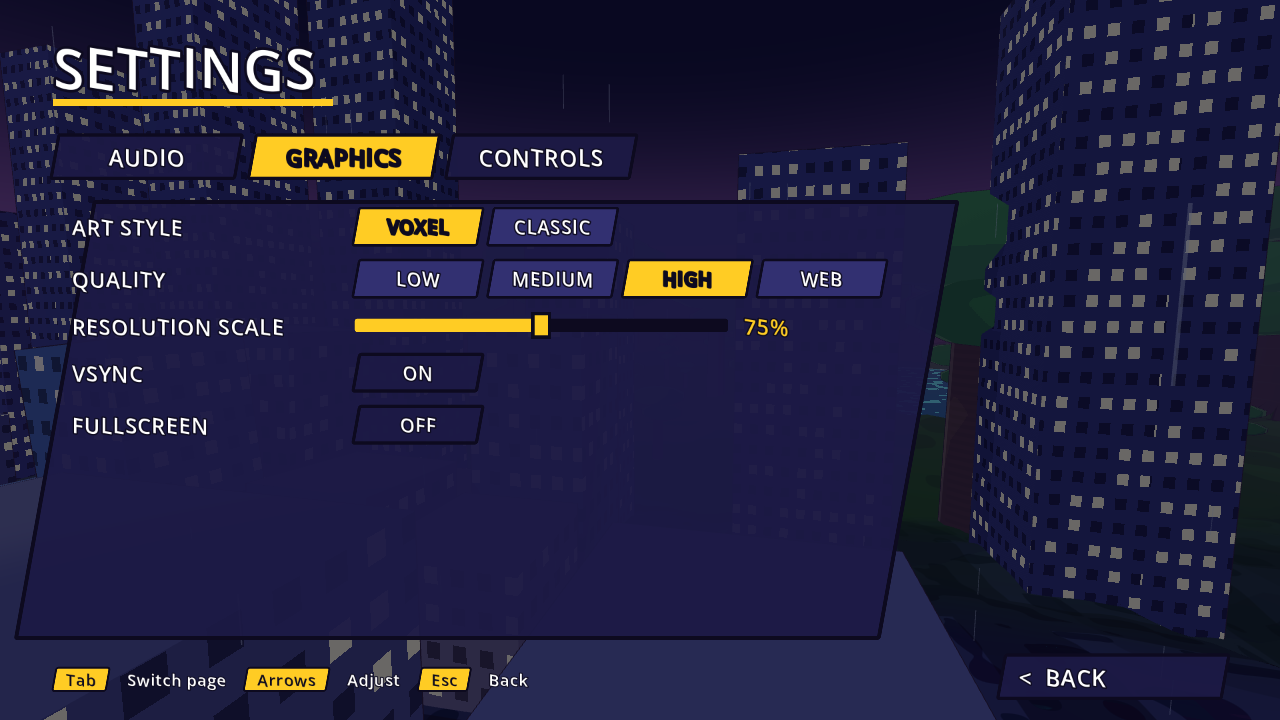 SETTINGS
AUDIO GRAPHICS CONTROLS
ART STYLE VOXEL CLASSIC
QUALITY LOW MEDIUM HIGH WEB
RESOLUTION SCALE 75%
VSYNC ON
FULLSCREEN OFF
Tab Switch page Arrows Adjust Esc Back
< BACK